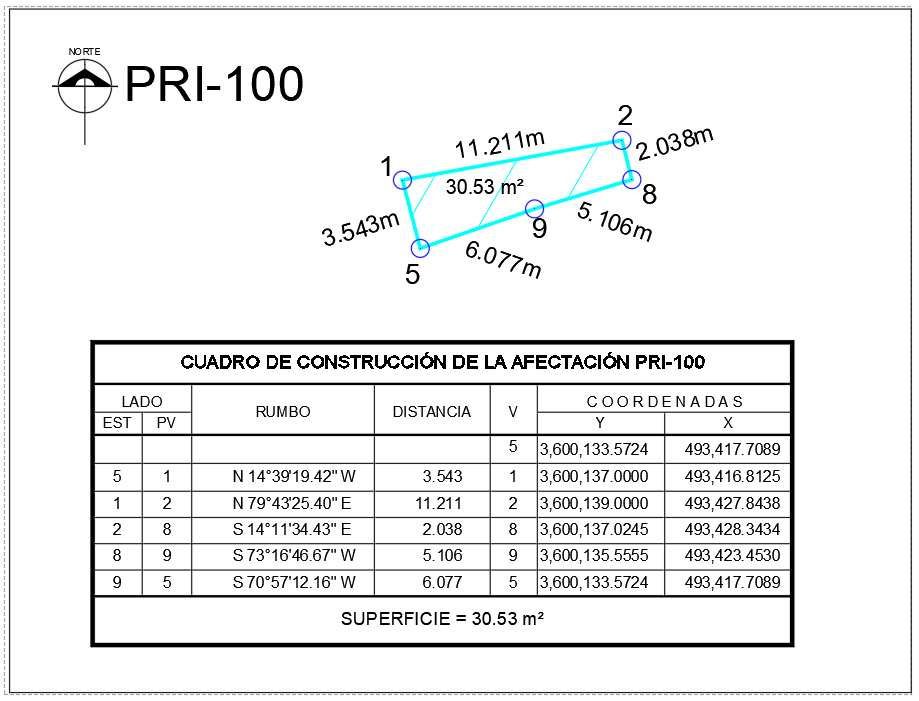 NORTE
PRI-100
2
11.211m
2.038m
1
30.53 m²
8
3.543m
9
5.106m
6.077m
5
CUADRO DE CONSTRUCCIÓN DE LA AFECTACIÓN PRI-100
LADO RUMBO DISTANCIA V COORDENADAS
EST PV Y X
5 3,600,133.5724 493,417.7089
5 1 N 14°39'19.42" W 3.543 1 3,600,137.0000 493,416.8125
1 2 N 79°43'25.40" E 11.211 2 3,600,139.0000 493,427.8438
2 8 S 14°11'34.43" E 2.038 8 3,600,137.0245 493,428.3434
8 9 S 73°16'46.67" W 5.106 9 3,600,135.5555 493,423.4530
9 5 S 70°57'12.16" W 6.077 5 3,600,133.5724 493,417.7089
SUPERFICIE = 30.53 m²